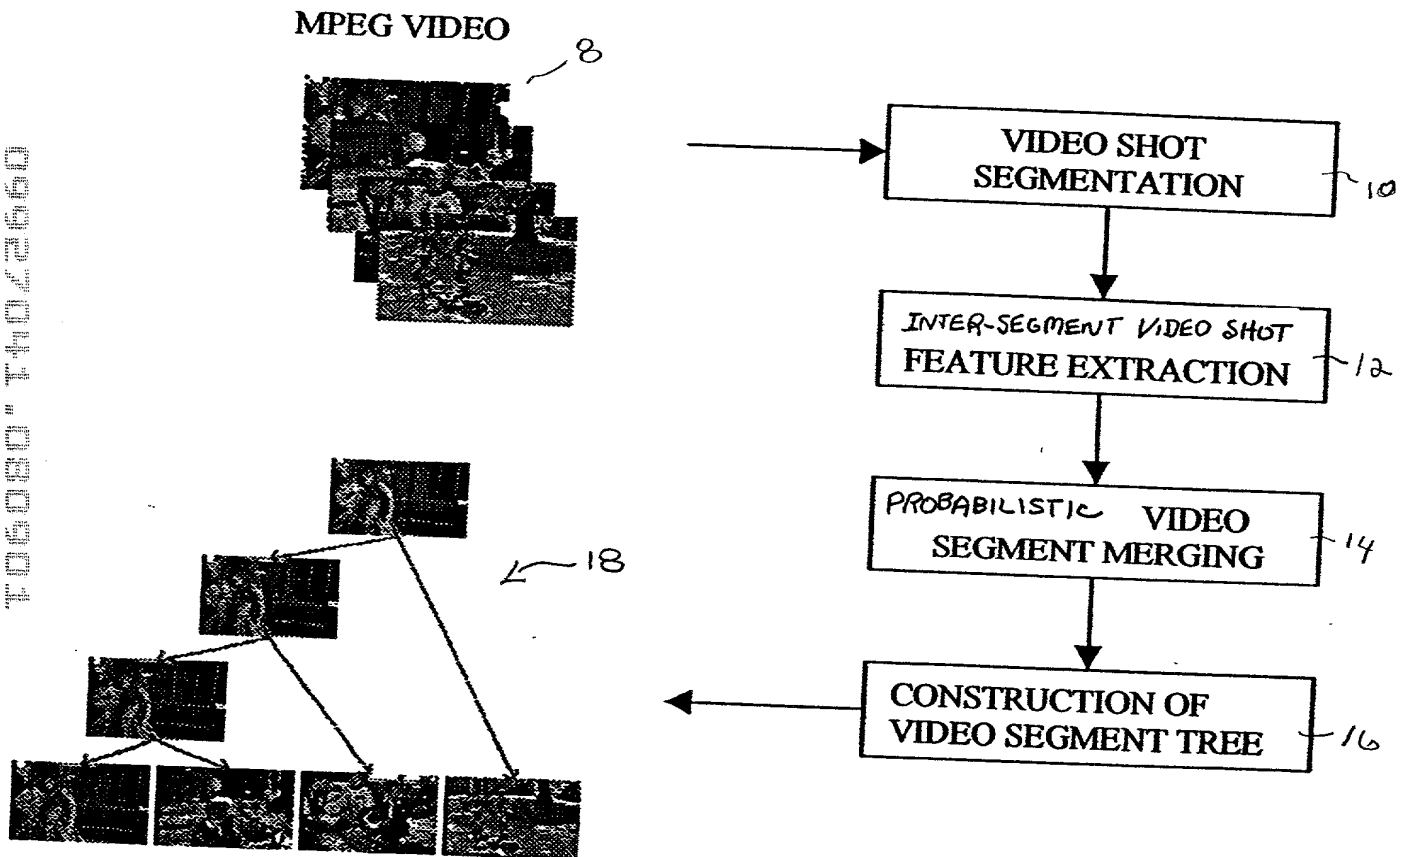 MPEG VIDEO
8
VIDEO SHOT
SEGMENTATION
10
INTER-SEGMENT VIDEO SHOT
FEATURE EXTRACTION
12
PROBABILISTIC VIDEO
SEGMENT MERGING
14
18
CONSTRUCTION OF
VIDEO SEGMENT TREE
16